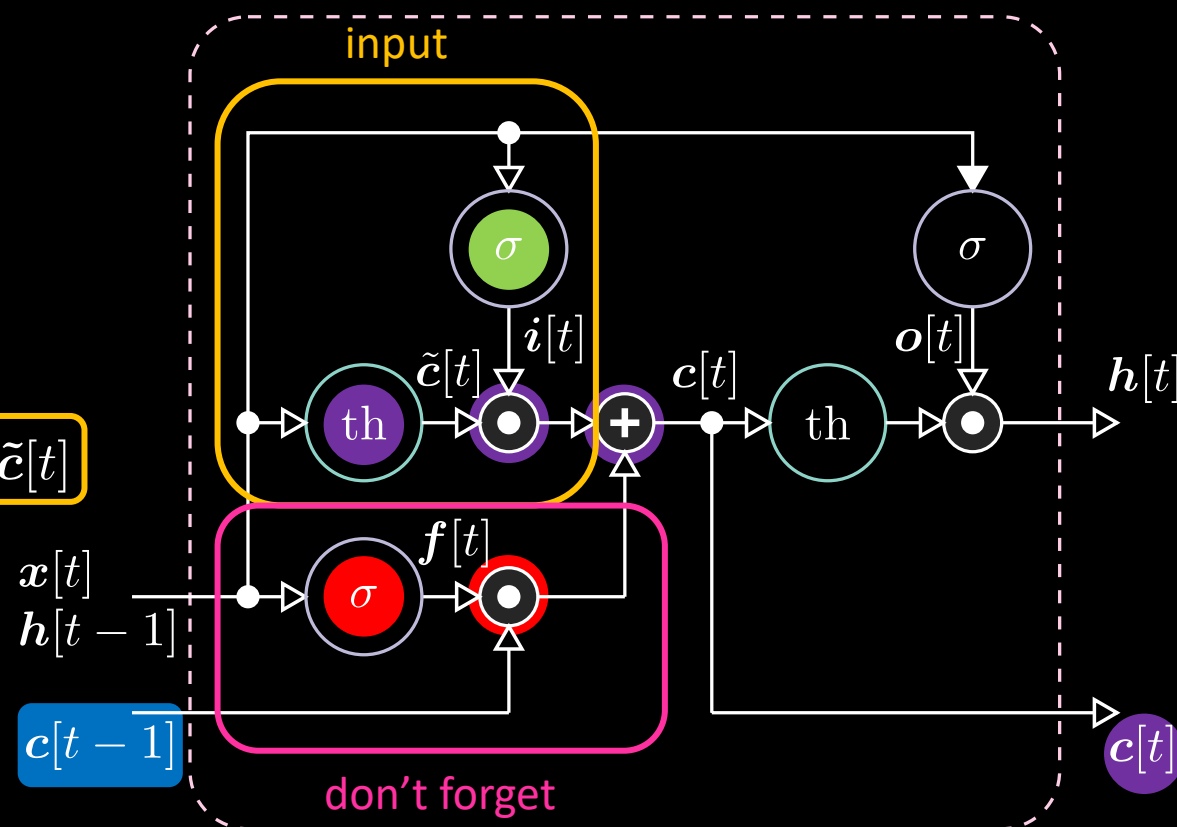 input
σ
σ
i[t]
o[t]
c̃[t]
c[t]
h[t]
th
+
th
c̃[t]
f[t]
x[t]
σ
h[t − 1]
c[t − 1]
c[t]
don't forget